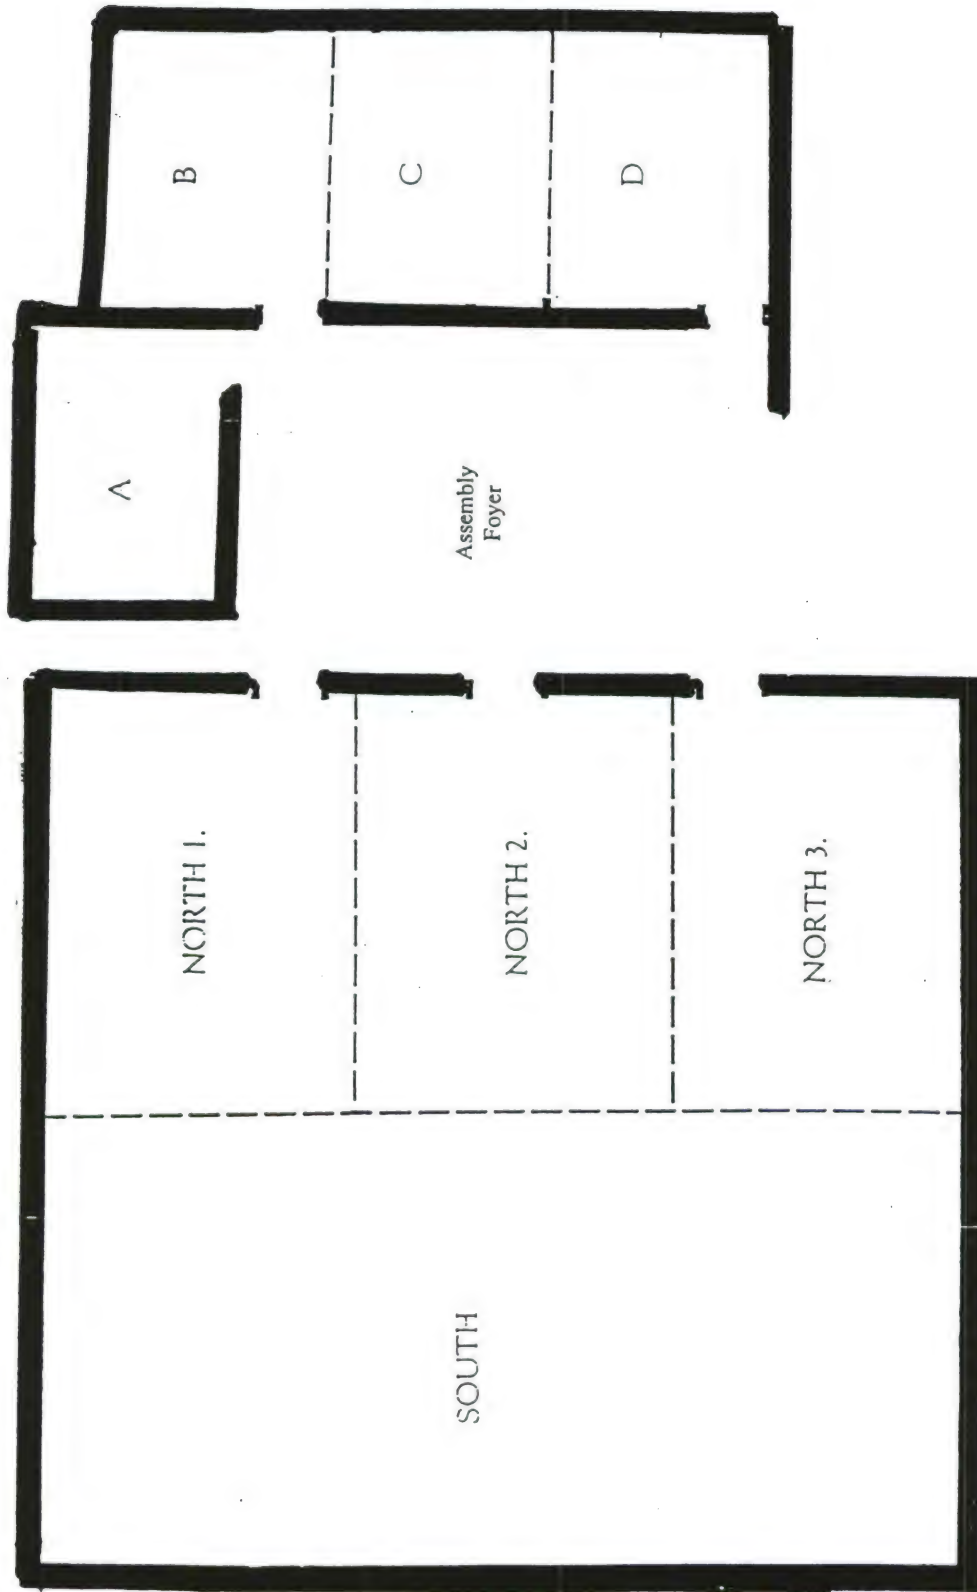 A
B
C
D
Assembly
Foyer
NORTH 1.
NORTH 2.
NORTH 3.
SOUTH